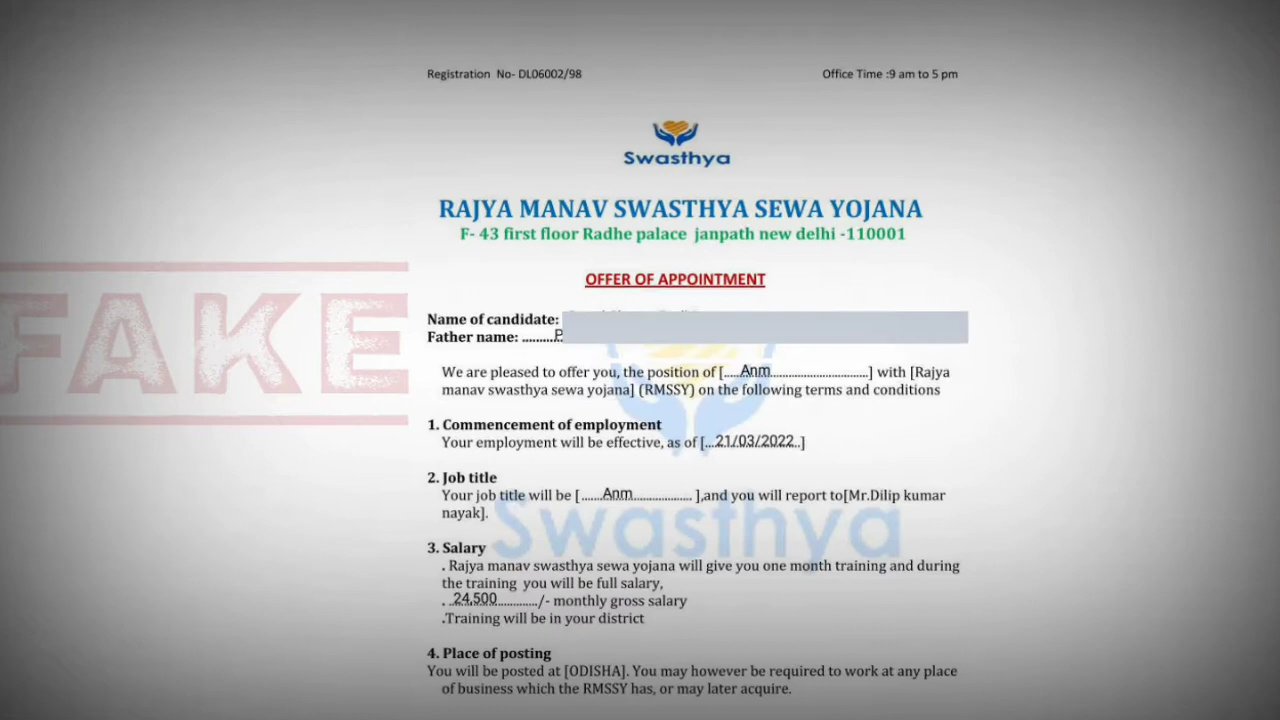 Registration No- DL06002/98 Office Time :9 am to 5 pm
Swasthya
RAJYA MANAV SWASTHYA SEWA YOJANA
F- 43 first floor Radhe palace janpath new delhi -110001
OFFER OF APPOINTMENT
FAKE
Name of candidate:
Father name: ..........P
We are pleased to offer you, the position of [.....Anm..............................] with [Rajya
manav swasthya sewa yojana] (RMSSY) on the following terms and conditions
1. Commencement of employment
Your employment will be effective, as of [...21/03/2022..]
2. Job title
Your job title will be [ ......Anm.................. ],and you will report to[Mr.Dilip kumar
nayak].
Swasthya
3. Salary
. Rajya manav swasthya sewa yojana will give you one month training and during
the training you will be full salary,
. .24,500............/- monthly gross salary
.Training will be in your district
4. Place of posting
You will be posted at [ODISHA]. You may however be required to work at any place
of business which the RMSSY has, or may later acquire.